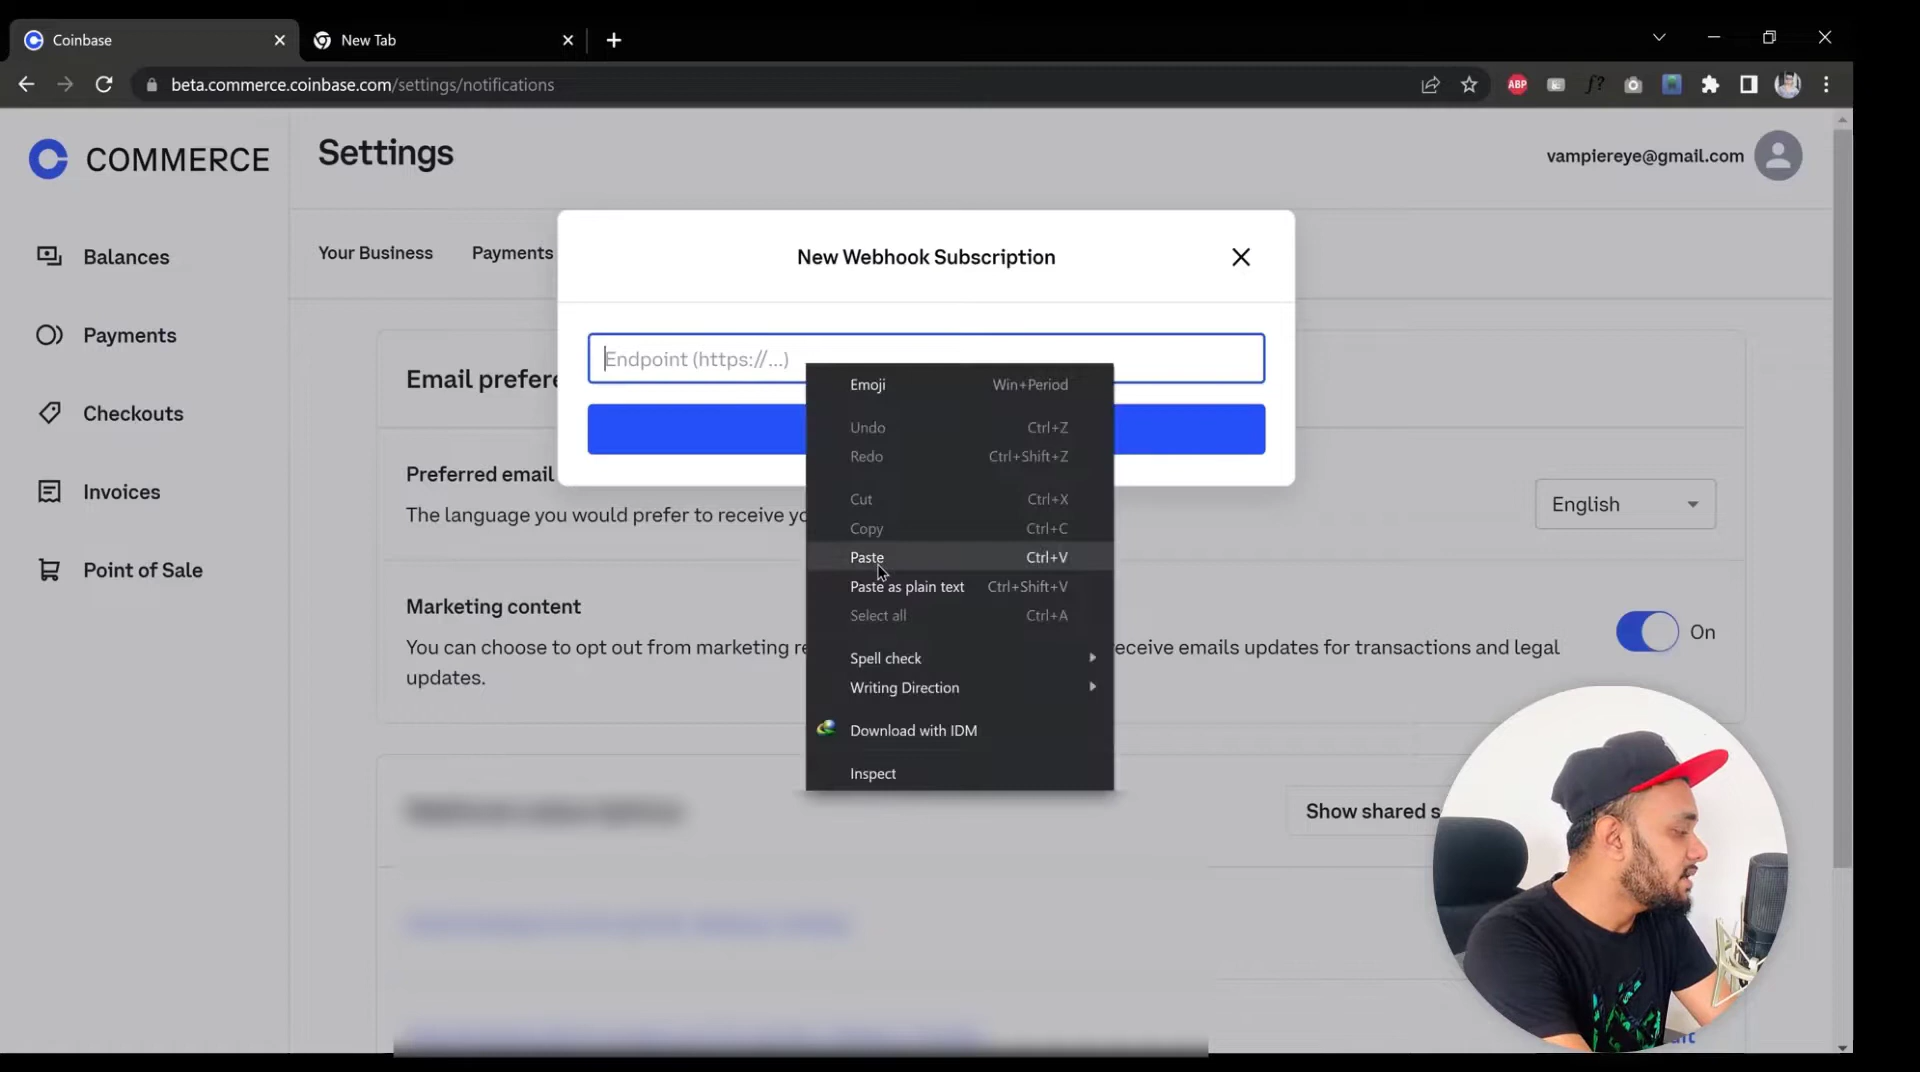 Coinbase
New Tab
beta.commerce.coinbase.com/settings/notifications
ABP
f?
COMMERCE
Settings
vampiereye@gmail.com
Balances
Payments
Checkouts
Invoices
Point of Sale
Your Business
Payments
New Webhook Subscription
Endpoint (https://...)
Emoji Win+Period
Undo Ctrl+Z
Redo Ctrl+Shift+Z
Cut Ctrl+X
Copy Ctrl+C
Paste Ctrl+V
Paste as plain text Ctrl+Shift+V
Select all Ctrl+A
Spell check
Writing Direction
Download with IDM
Inspect
Email prefere
Preferred email
The language you would prefer to receive yo
English
Marketing content
You can choose to opt out from marketing re eceive emails updates for transactions and legal
updates.
On
Show shared s